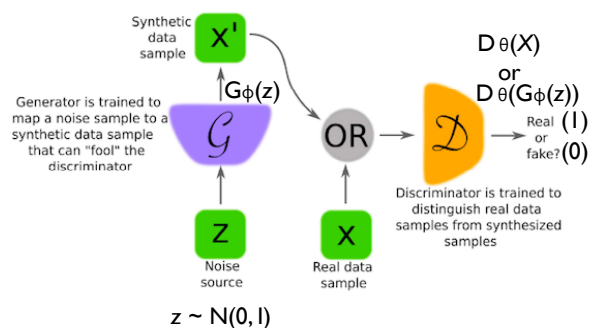 Synthetic
data
sample
X'
Gϕ(z)
Generator is trained to
map a noise sample to a
synthetic data sample
that can "fool" the
discriminator
G
Z
Noise
source
z ~ N(0,1)
OR
X
Real data
sample
D
Discriminator is trained to
distinguish real data
samples from synthesized
samples
D θ(X)
or
D θ(Gϕ(z))
Real (1)
or
fake? (0)